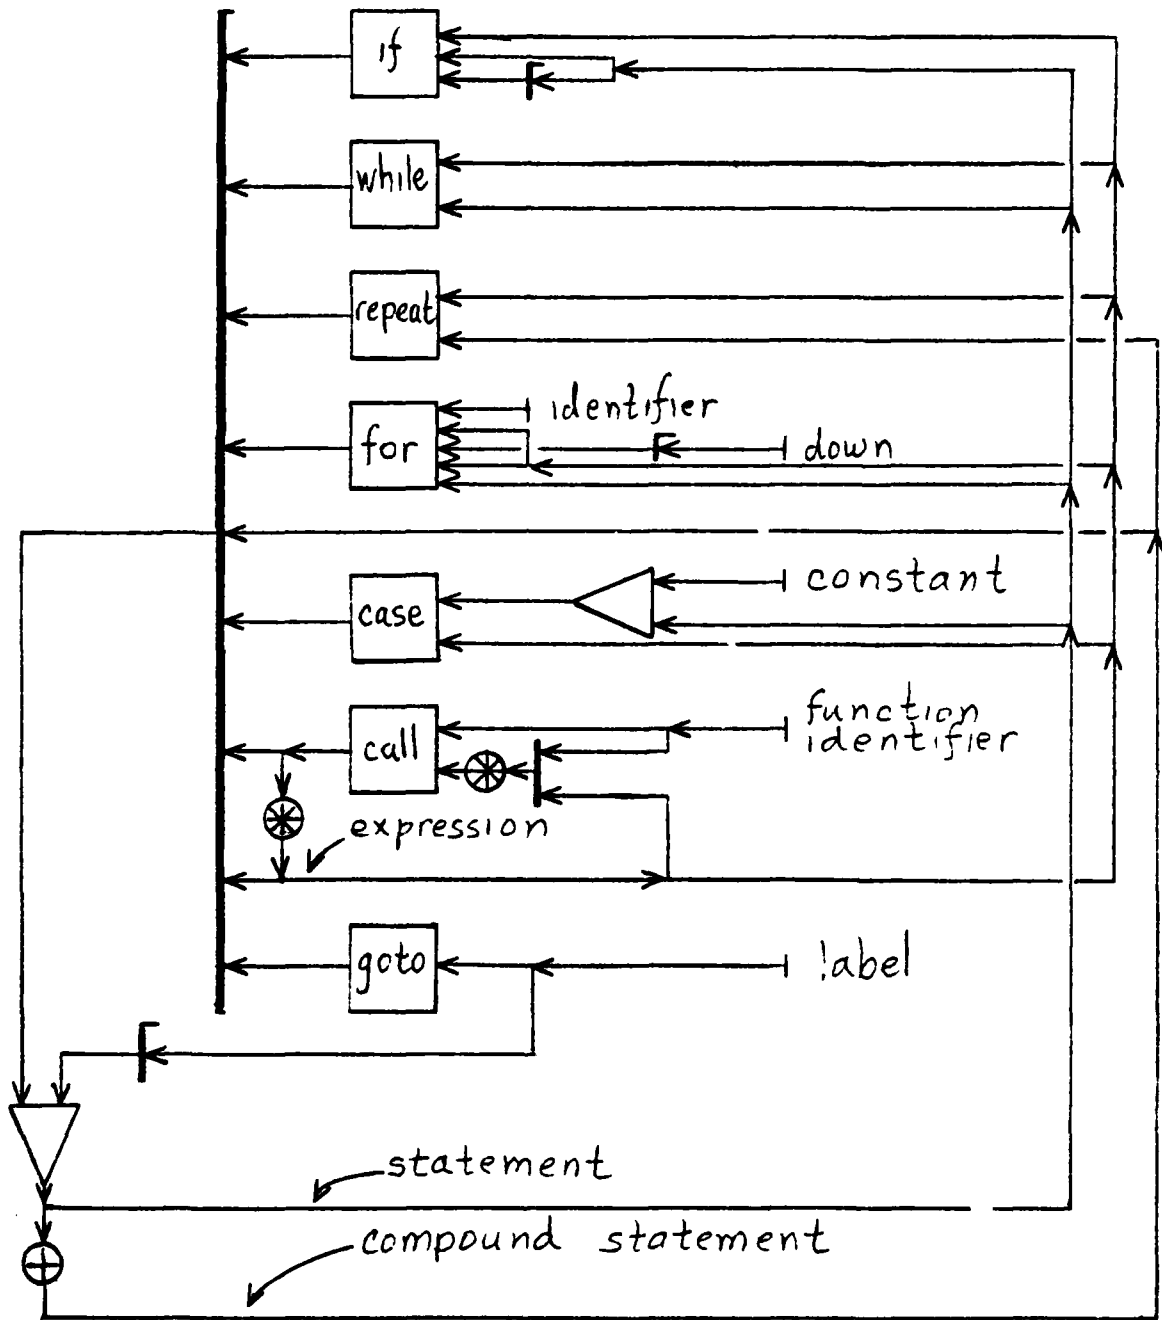 if
while
repeat
identifier
for
down
constant
case
function
identifier
call
expression
goto
label
statement
compound statement